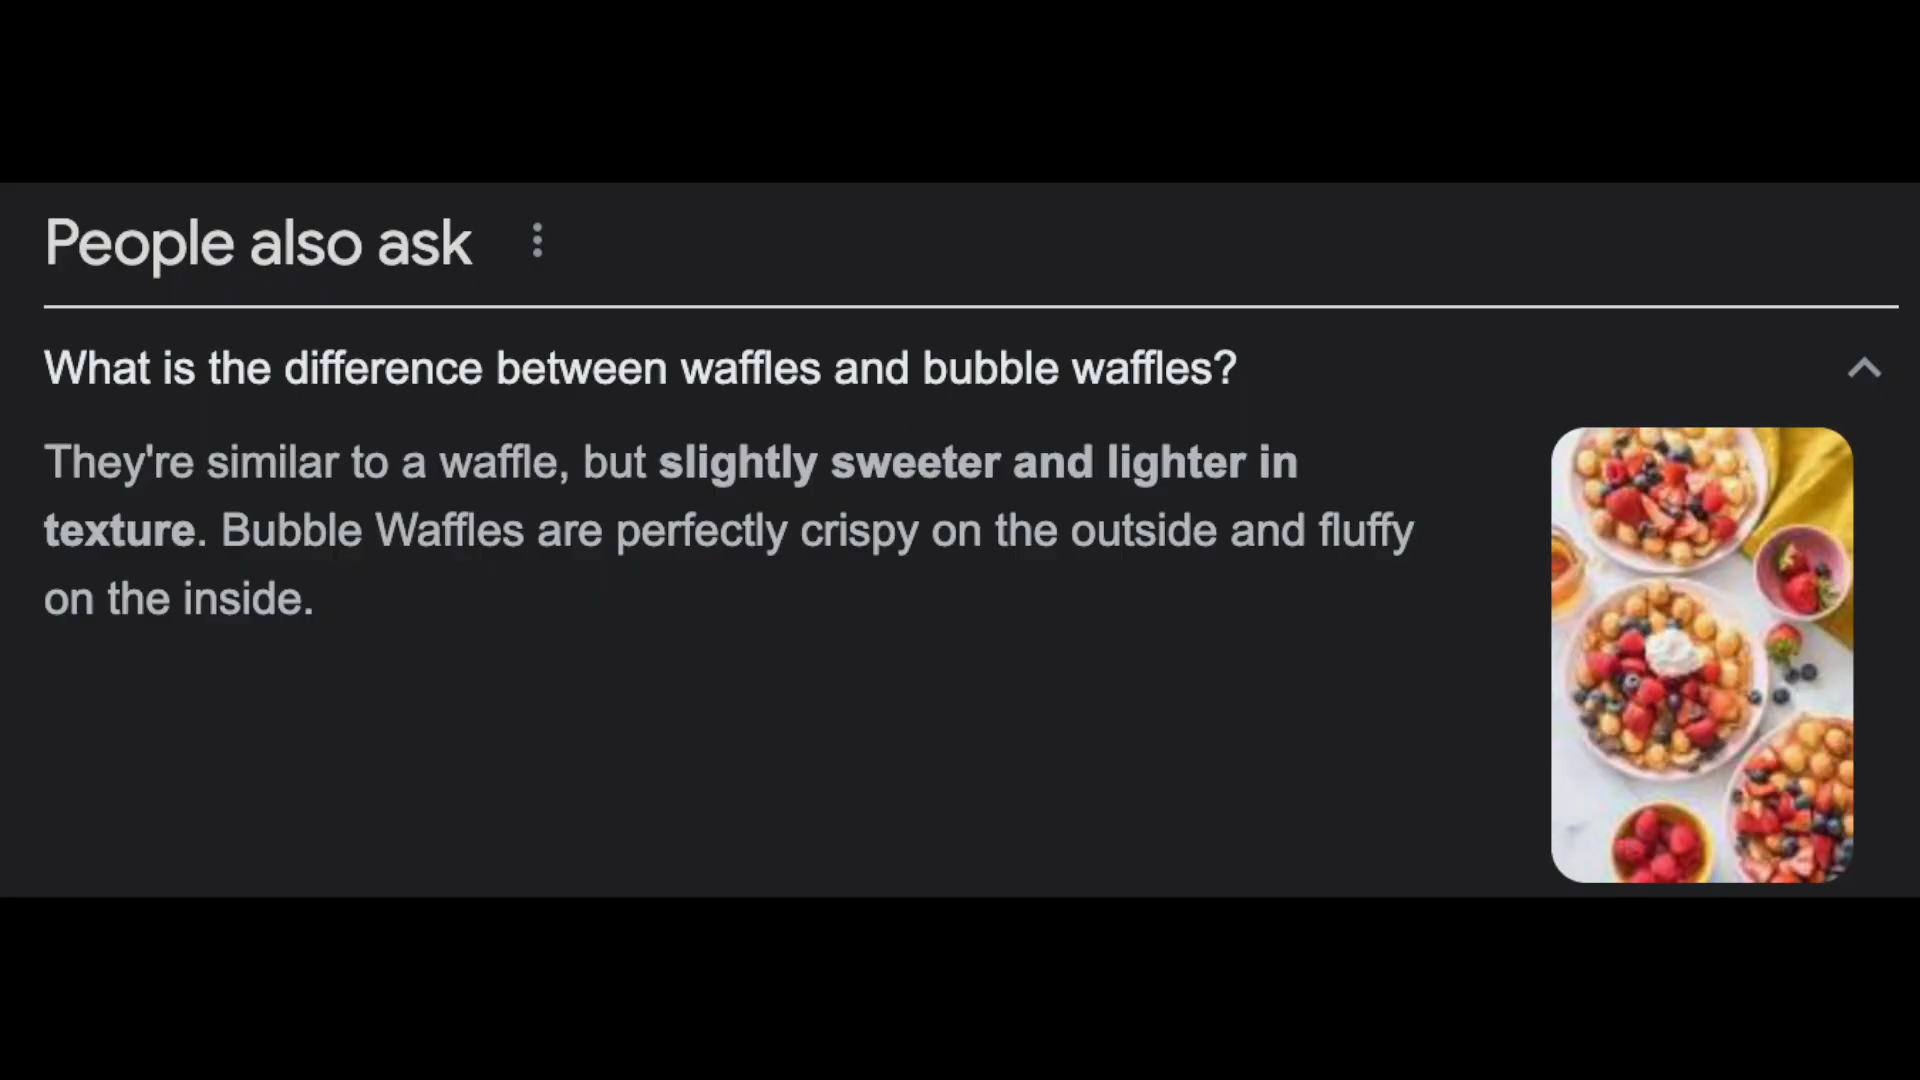 People also ask
What is the difference between waffles and bubble waffles?
They're similar to a waffle, but slightly sweeter and lighter in
texture. Bubble Waffles are perfectly crispy on the outside and fluffy
on the inside.